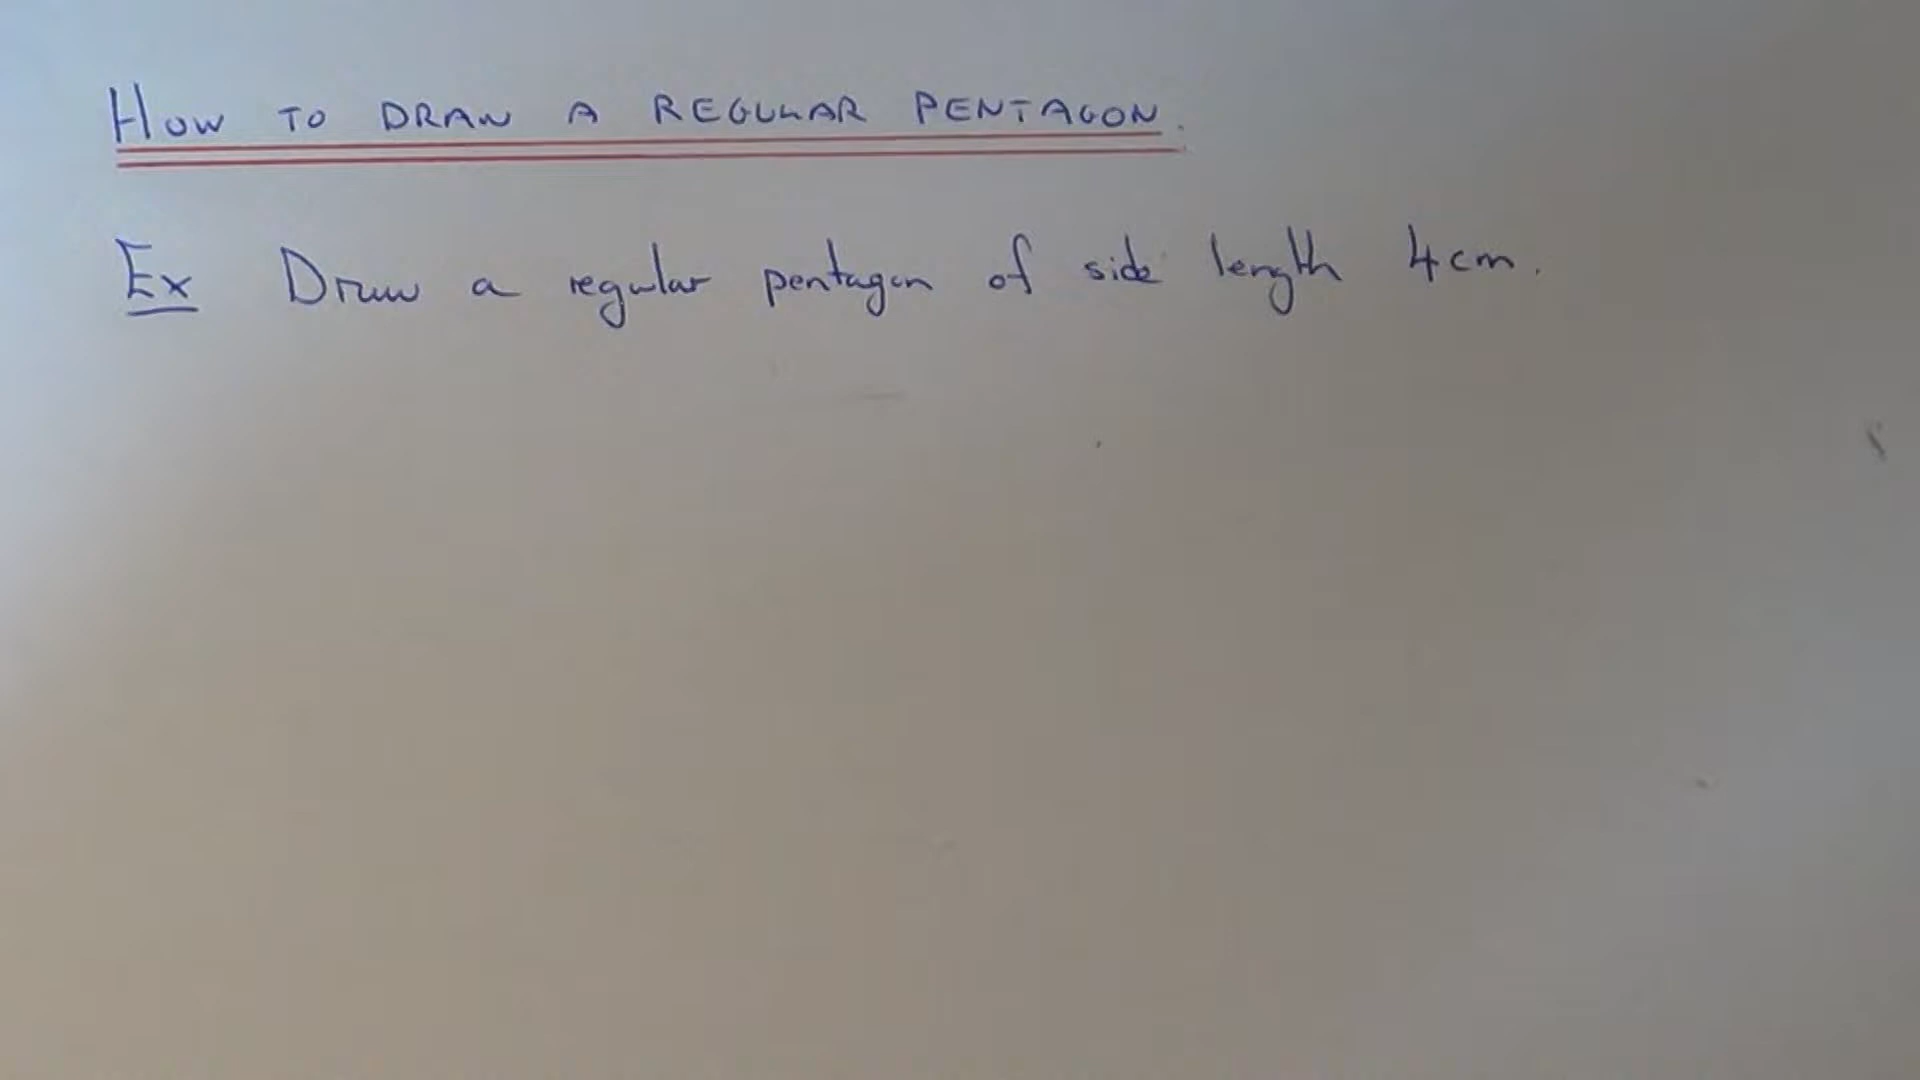 HOW TO DRAW A REGULAR PENTAGON.
Ex Draw a regular pentagon of side length 4cm.